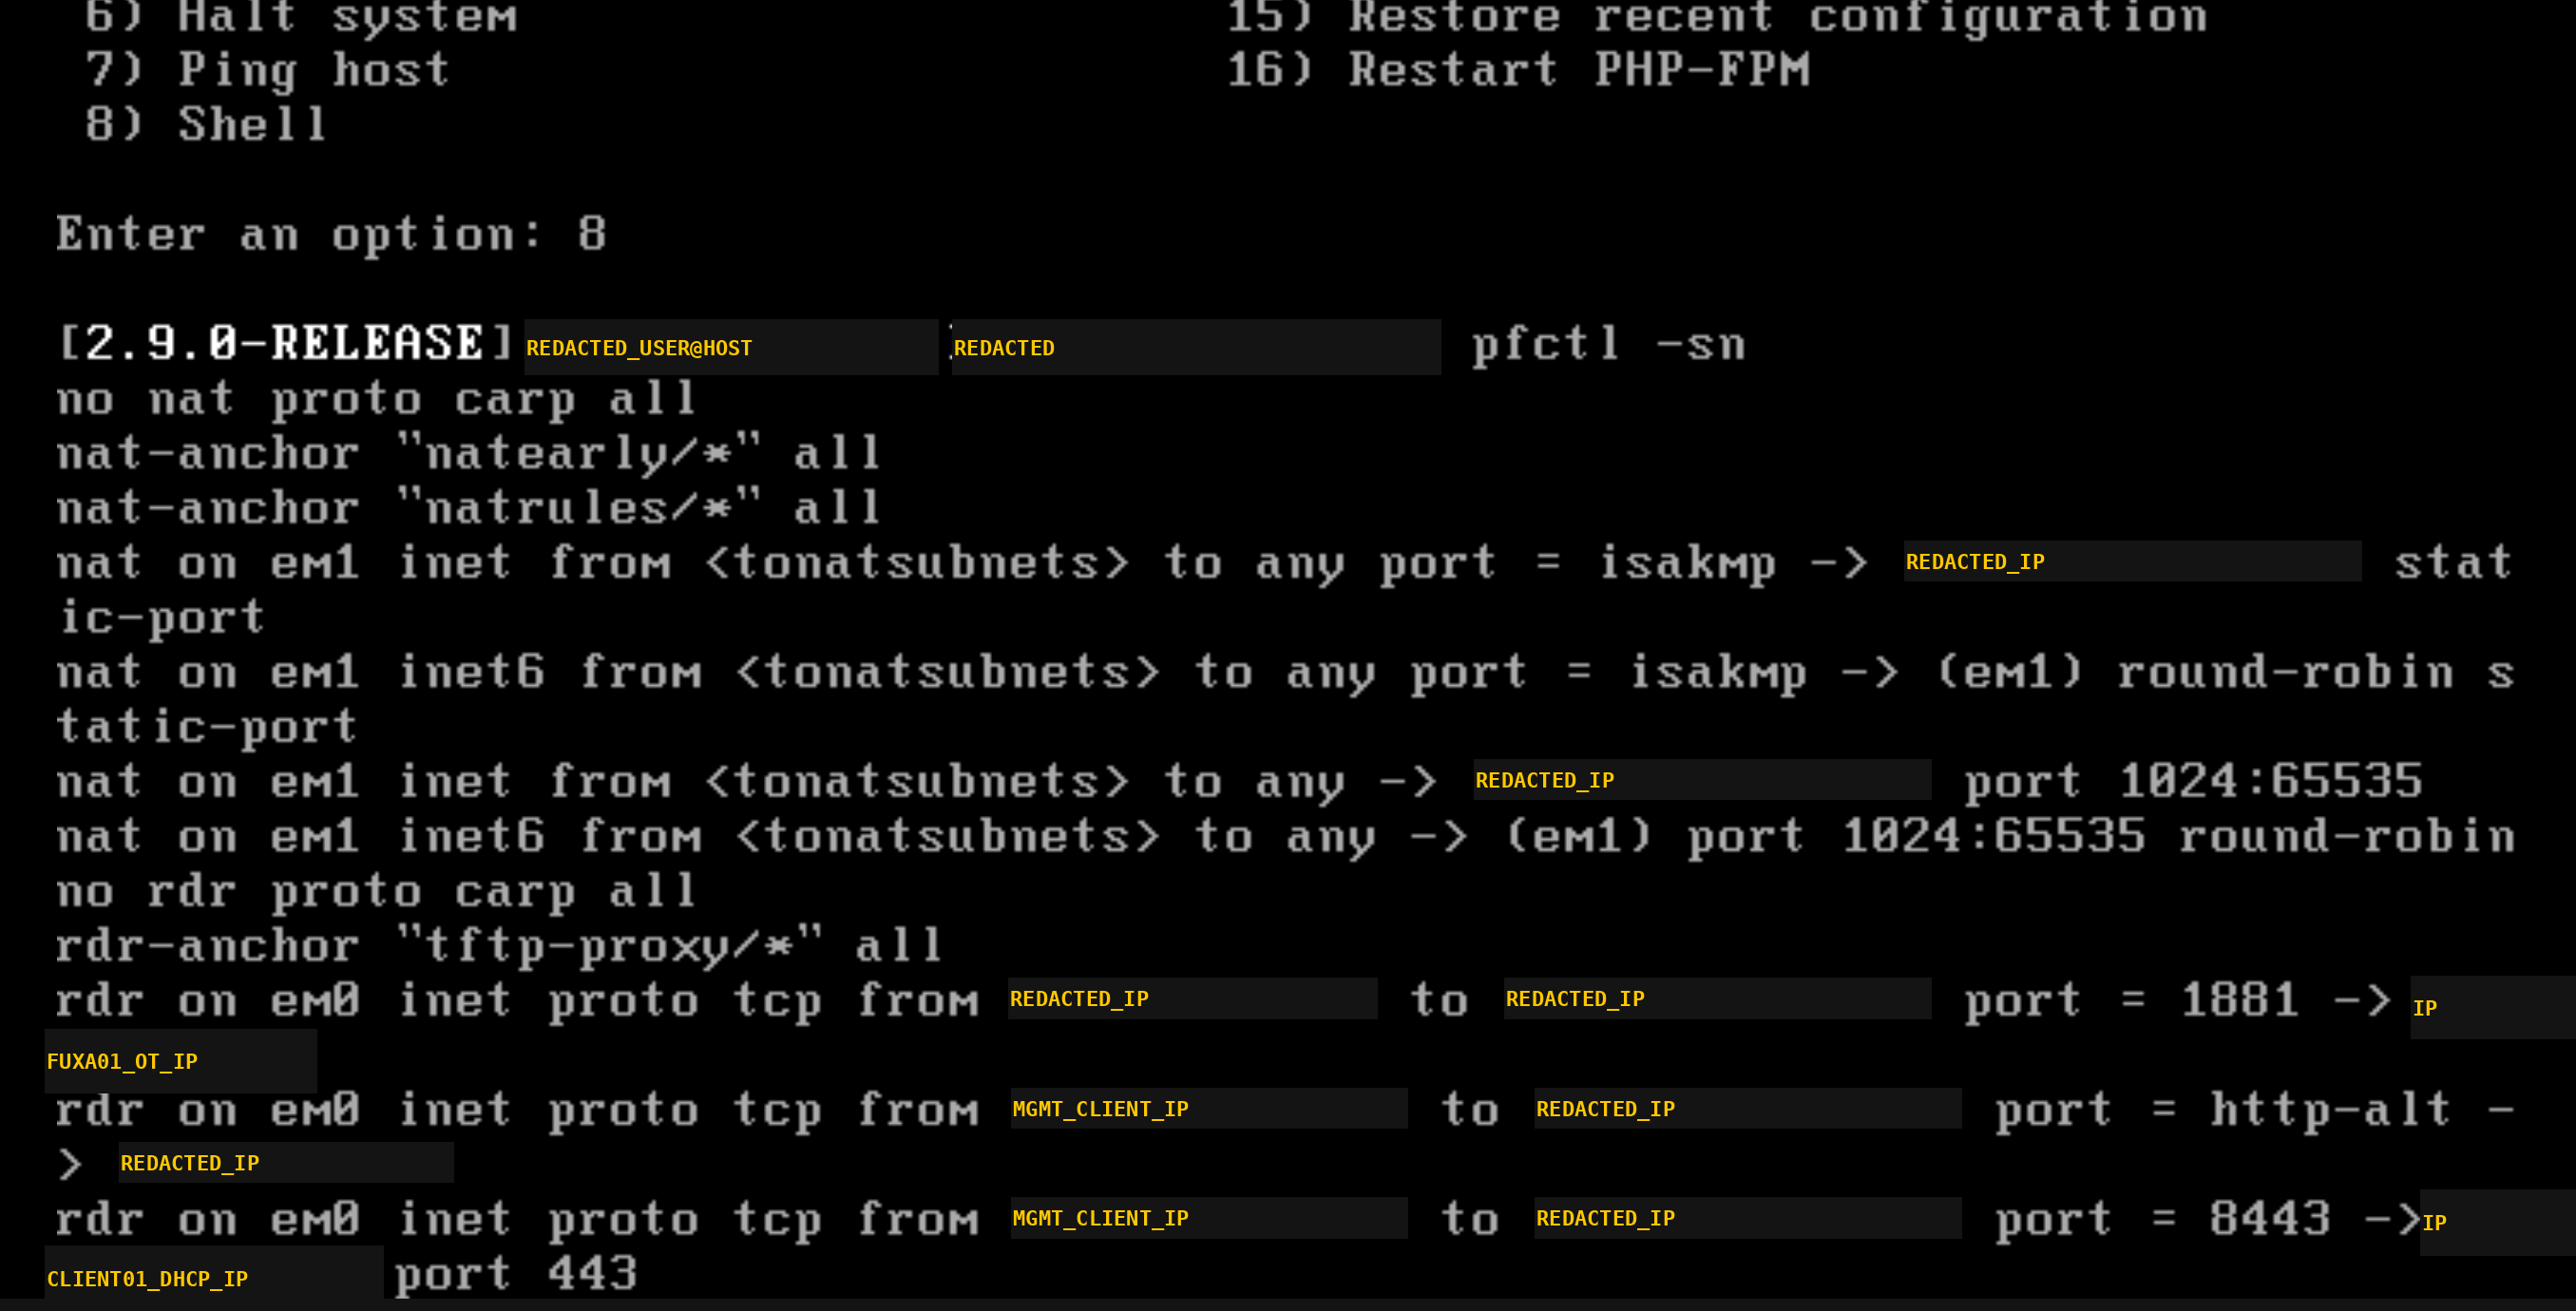 6) Halt system 15) Restore recent configuration
7) Ping host 16) Restart PHP-FPM
8) Shell
Enter an option: 8
[2.9.0-RELEASE] REDACTED_USER@HOST REDACTED pfctl -sn
no nat proto carp all
nat-anchor "natearly/*" all
nat-anchor "natrules/*" all
nat on em1 inet from <tonatsubnets> to any port = isakmp -> REDACTED_IP stat
ic-port
nat on em1 inet6 from <tonatsubnets> to any port = isakmp -> (em1) round-robin s
tatic-port
nat on em1 inet from <tonatsubnets> to any -> REDACTED_IP port 1024:65535
nat on em1 inet6 from <tonatsubnets> to any -> (em1) port 1024:65535 round-robin
no rdr proto carp all
rdr-anchor "tftp-proxy/*" all
rdr on em0 inet proto tcp from REDACTED_IP to REDACTED_IP port = 1881 -> IP
FUXA01_OT_IP
rdr on em0 inet proto tcp from MGMT_CLIENT_IP to REDACTED_IP port = http-alt -
> REDACTED_IP
rdr on em0 inet proto tcp from MGMT_CLIENT_IP to REDACTED_IP port = 8443 -> IP
CLIENT01_DHCP_IP port 443